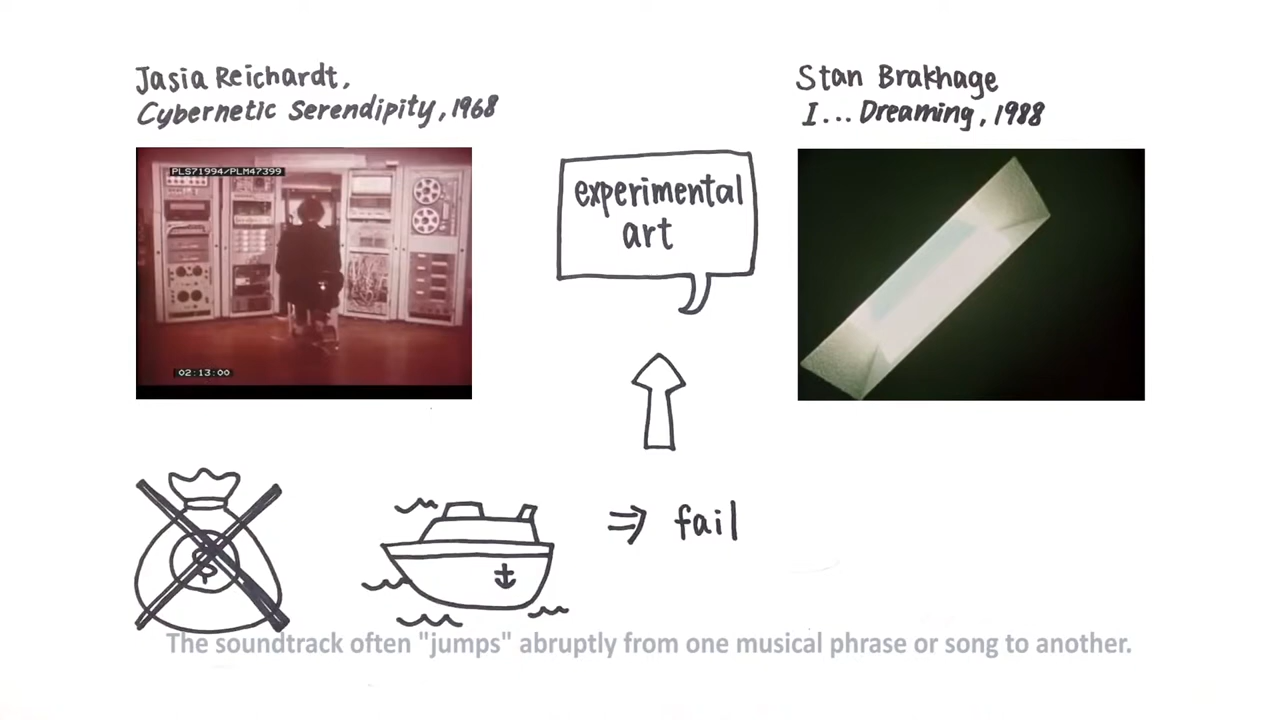 Jasia Reichardt,
Cybernetic Serendipity, 1968
Stan Brakhage
I... Dreaming, 1988
PLS71994/PLM47399
experimental
art
02:13:00
$
⇒ fail
The soundtrack often "jumps" abruptly from one musical phrase or song to another.